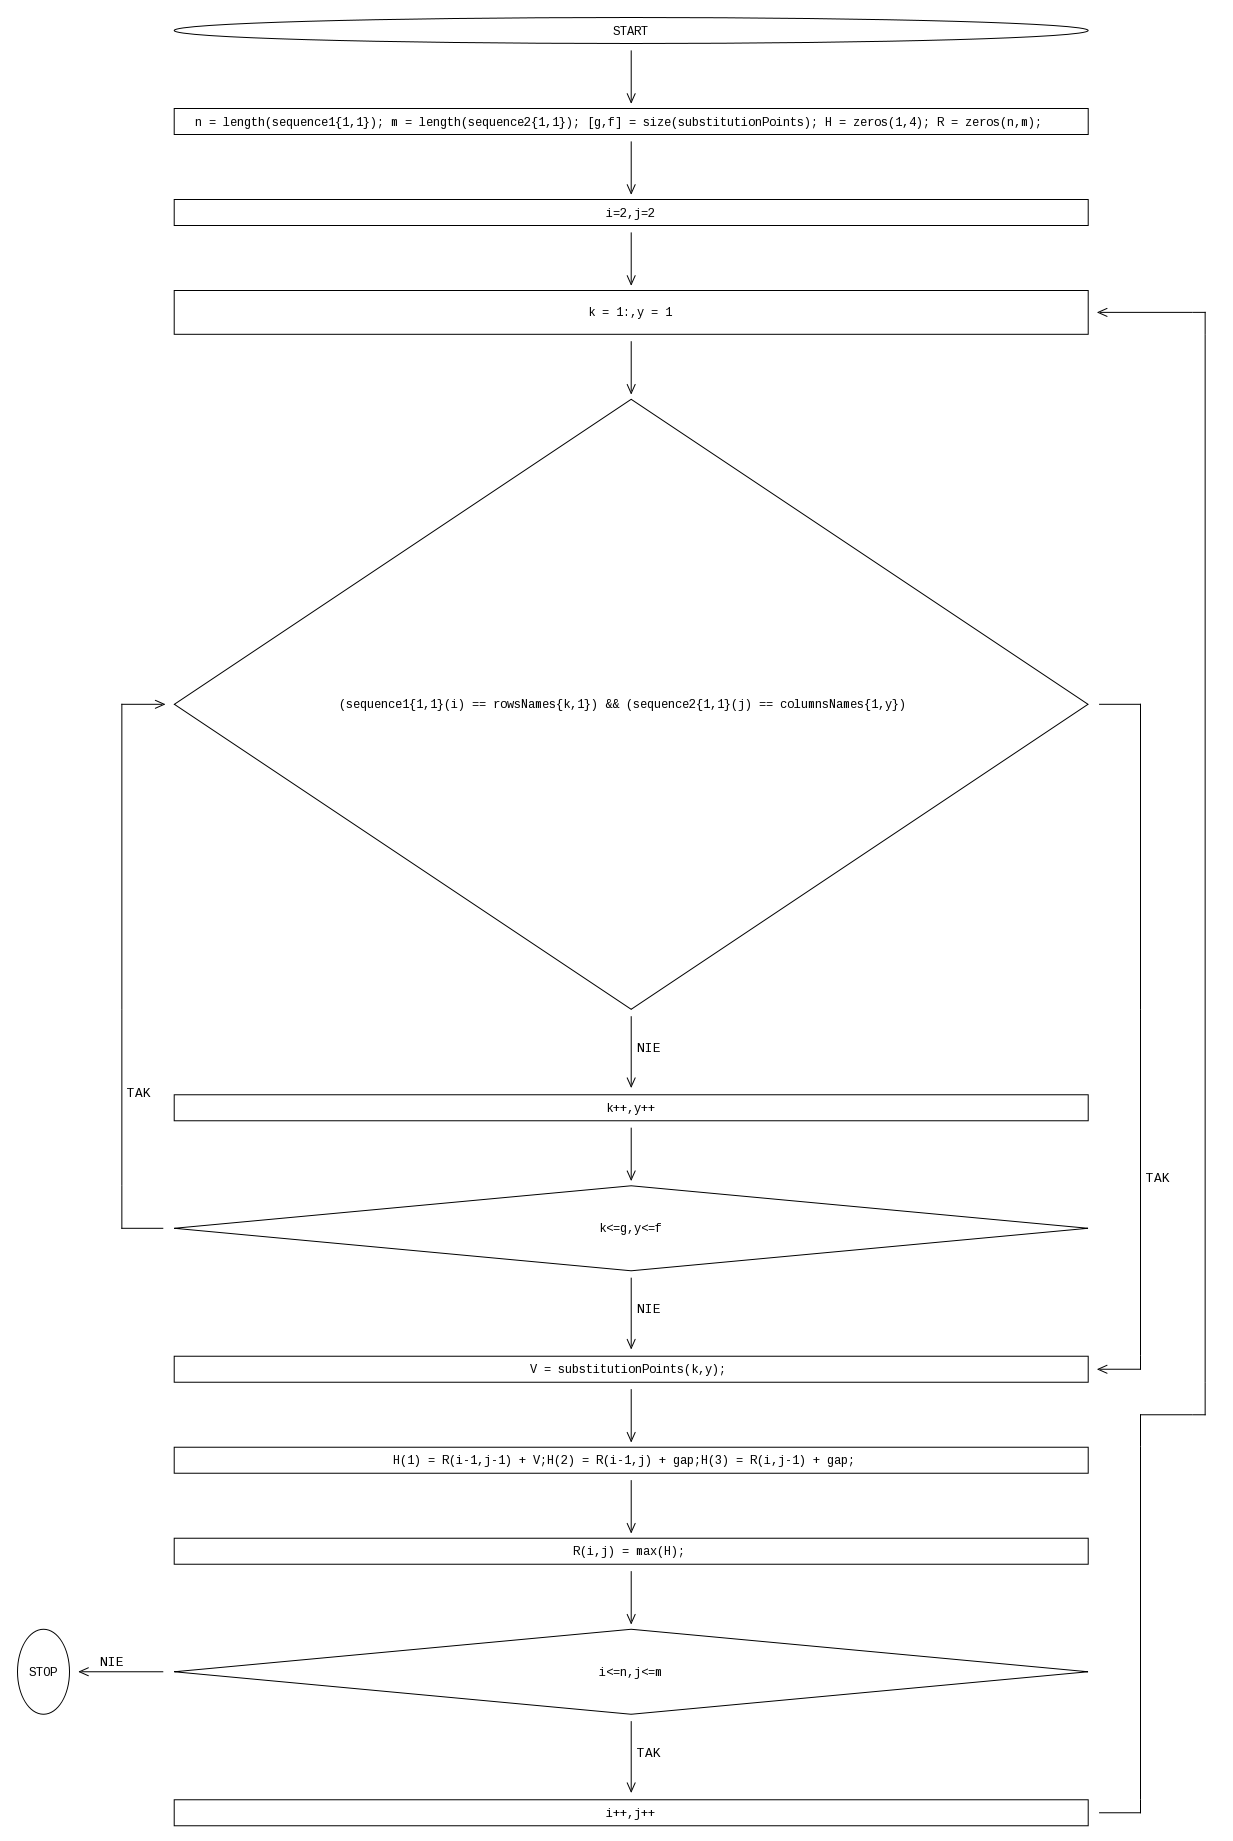 START
n = length(sequence1{1,1}); m = length(sequence2{1,1}); [g,f] = size(substitutionPoints); H = zeros(1,4); R = zeros(n,m);
i=2,j=2
k = 1:,y = 1
(sequence1{1,1}(i) == rowsNames{k,1}) && (sequence2{1,1}(j) == columnsNames{1,y})
NIE
TAK
k++,y++
TAK
k<=g,y<=f
NIE
V = substitutionPoints(k,y);
H(1) = R(i-1,j-1) + V;H(2) = R(i-1,j) + gap;H(3) = R(i,j-1) + gap;
R(i,j) = max(H);
NIE
STOP
i<=n,j<=m
TAK
i++,j++